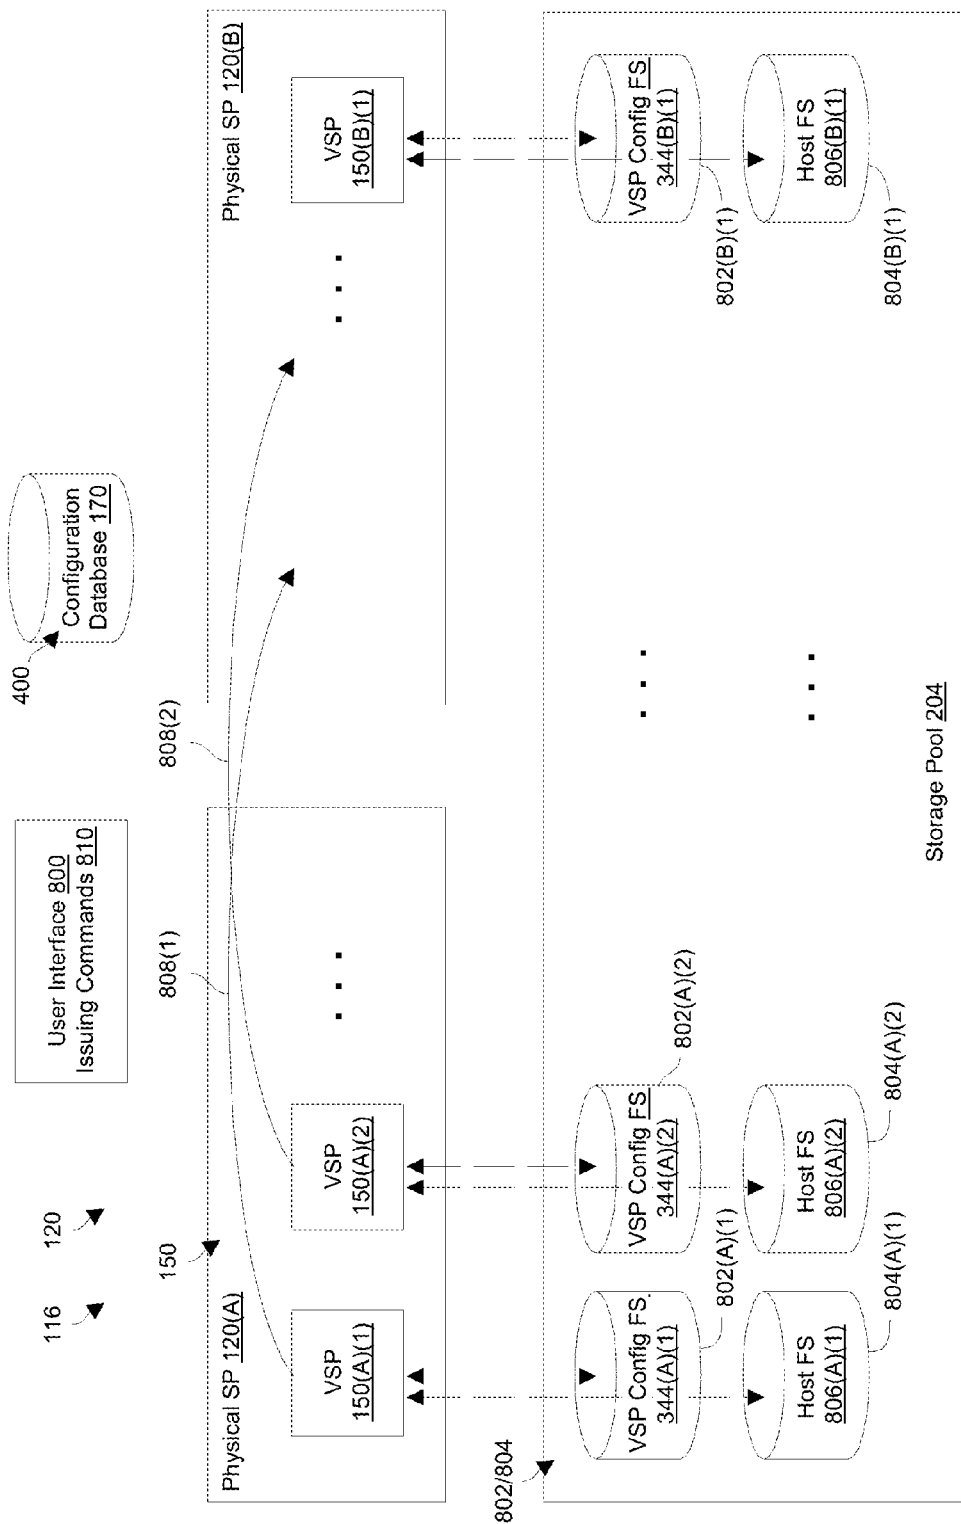 116
120
User Interface 800
Issuing Commands 810
400
Configuration
Database 170
150
808(1)
808(2)
Physical SP 120(A)
Physical SP 120(B)
VSP
150(A)(1)
VSP
150(A)(2)
. . .
. . .
VSP
150(B)(1)
802/804
VSP Config FS
344(A)(1)
802(A)(1)
VSP Config FS
344(A)(2)
802(A)(2)
. . .
VSP Config FS
344(B)(1)
802(B)(1)
Host FS
806(A)(1)
804(A)(1)
Host FS
806(A)(2)
804(A)(2)
. . .
Host FS
806(B)(1)
804(B)(1)
Storage Pool 204